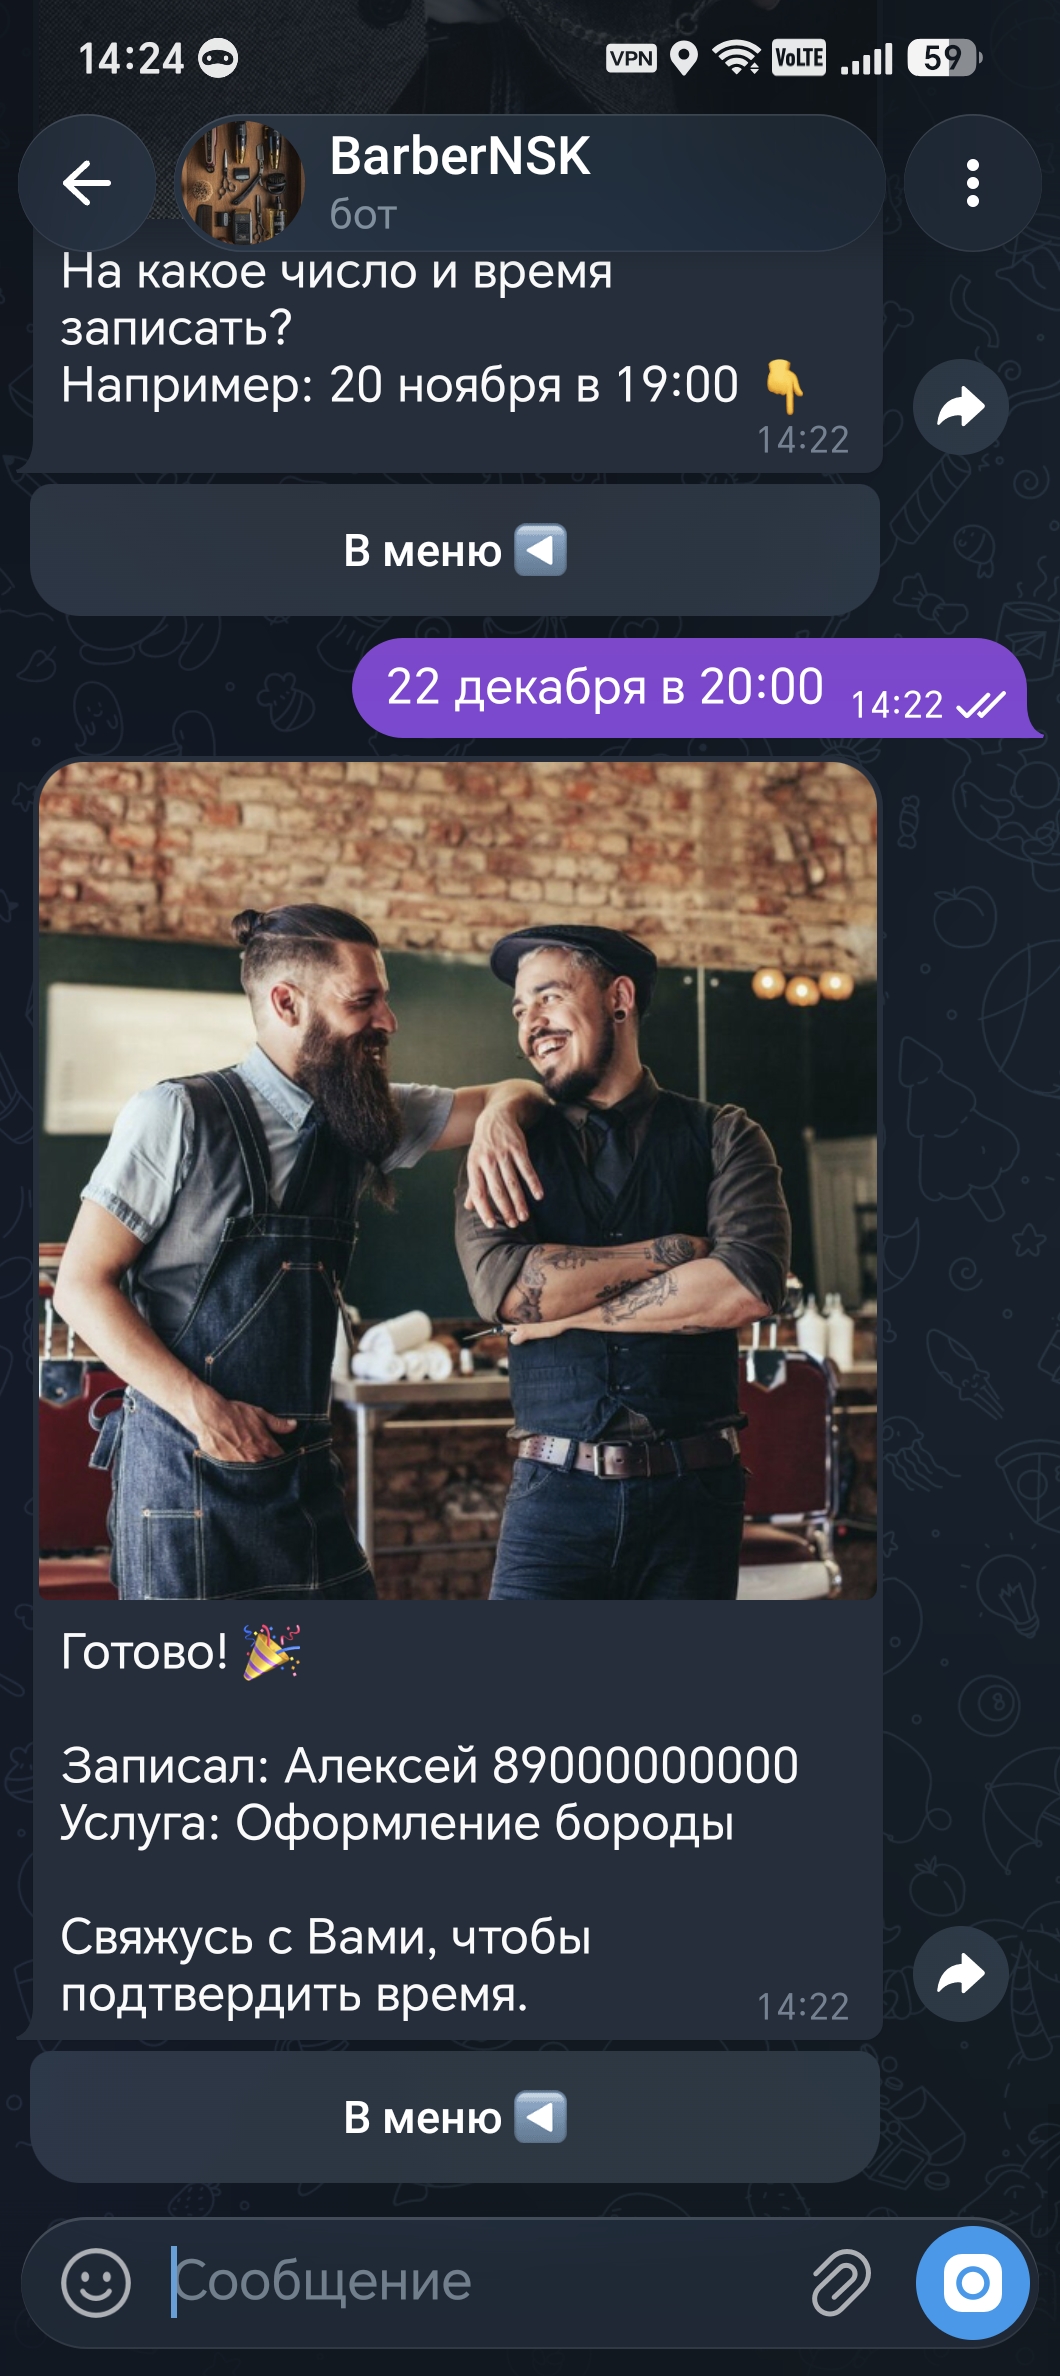 14:24 VPN VoLTE 59
BarberNSK
бот
На какое число и время
записать?
Например: 20 ноября в 19:00 👇
14:22
В меню ◀️
22 декабря в 20:00 14:22
Готово! 🎉
Записал: Алексей 89000000000
Услуга: Оформление бороды
Свяжусь с Вами, чтобы
подтвердить время. 14:22
В меню ◀️
Сообщение